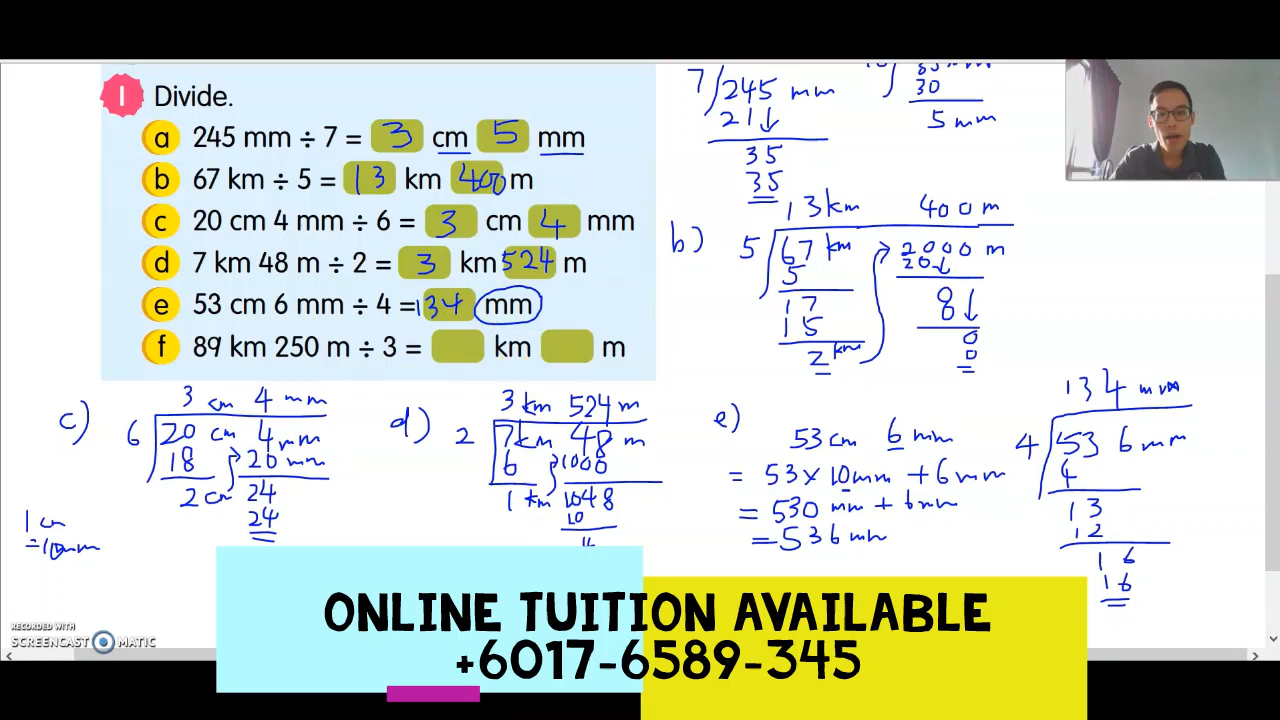 1 Divide.
a 245 mm ÷ 7 = 3 cm 5 mm
b 67 km ÷ 5 = 13 km 400 m
c 20 cm 4 mm ÷ 6 = 3 cm 4 mm
d 7 km 48 m ÷ 2 = 3 km 524 m
e 53 cm 6 mm ÷ 4 = 134 mm
f 89 km 250 m ÷ 3 = km m
7 245 mm
21
35
35
30
5 mm
13 km 400 m
b) 5 67 km 2000 m
5 20
17 8
15 0
2 km 0
3 cm 4 mm
c) 6 20 cm 4 mm
18 20 mm
2 cm 24
24
1 cm
= 10 mm
3 km 524 m
d) 2 7 km 48 m
6 1000
1 km 1048
10
e) 53 cm 6 mm
= 53 x 10 mm + 6 mm
= 530 mm + 6 mm
= 536 mm
134 mm
4 536 mm
4
13
12
16
16
RECORDED WITH
SCREENCAST MATIC
ONLINE TUITION AVAILABLE
+6017-6589-345